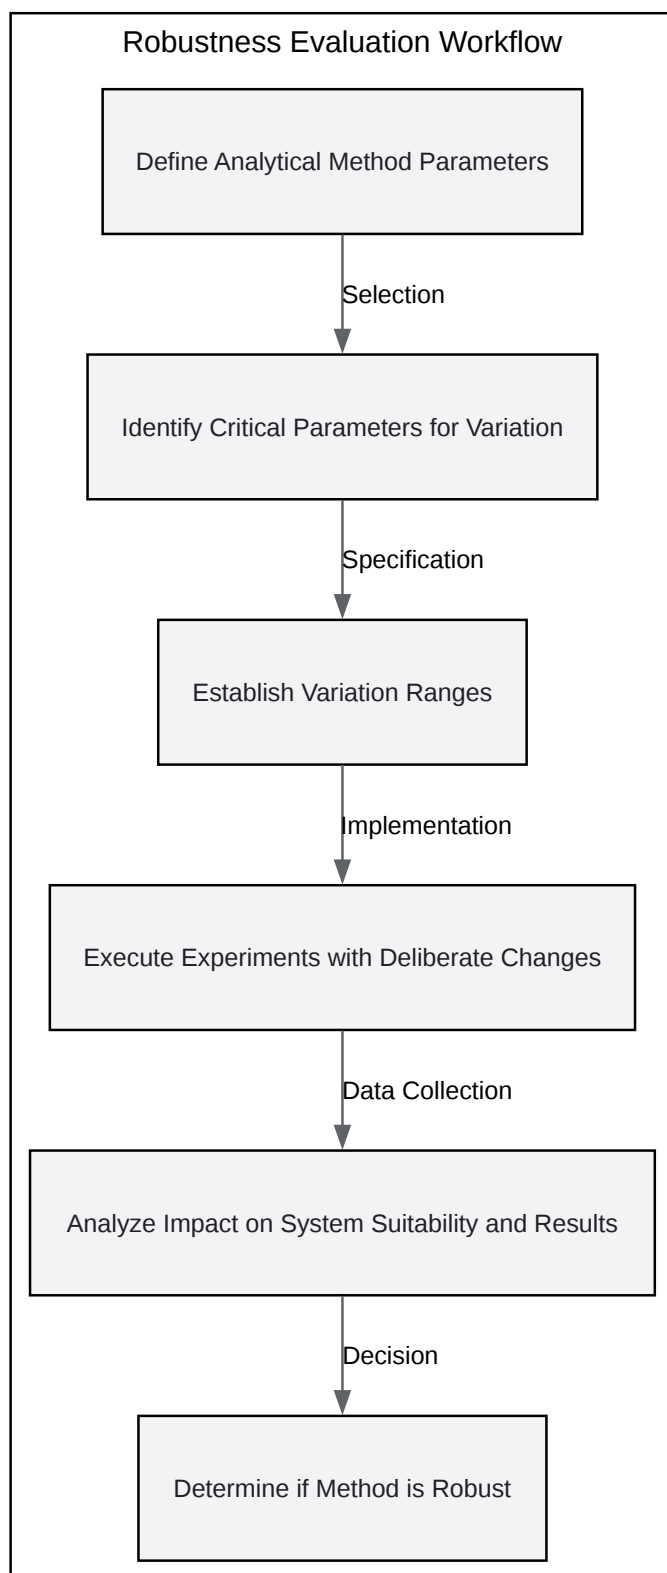 Robustness Evaluation Workflow
Define Analytical Method Parameters
Selection
Identify Critical Parameters for Variation
Specification
Establish Variation Ranges
Implementation
Execute Experiments with Deliberate Changes
Data Collection
Analyze Impact on System Suitability and Results
Decision
Determine if Method is Robust